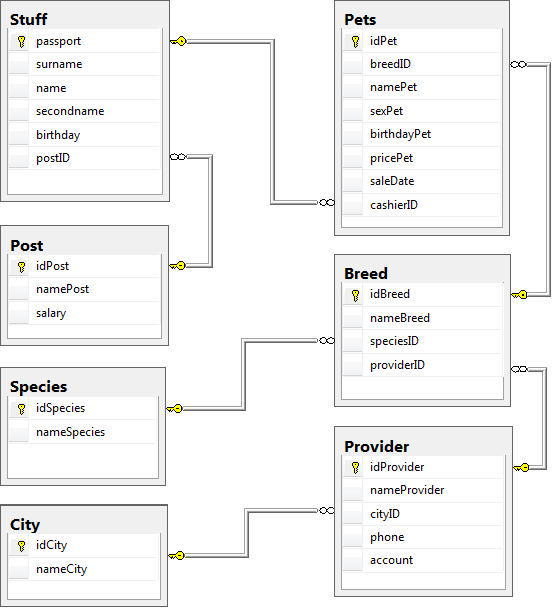 Stuff
passport
surname
name
secondname
birthday
postID
Post
idPost
namePost
salary
Species
idSpecies
nameSpecies
City
idCity
nameCity
Pets
idPet
breedID
namePet
sexPet
birthdayPet
pricePet
saleDate
cashierID
Breed
idBreed
nameBreed
speciesID
providerID
Provider
idProvider
nameProvider
cityID
phone
account